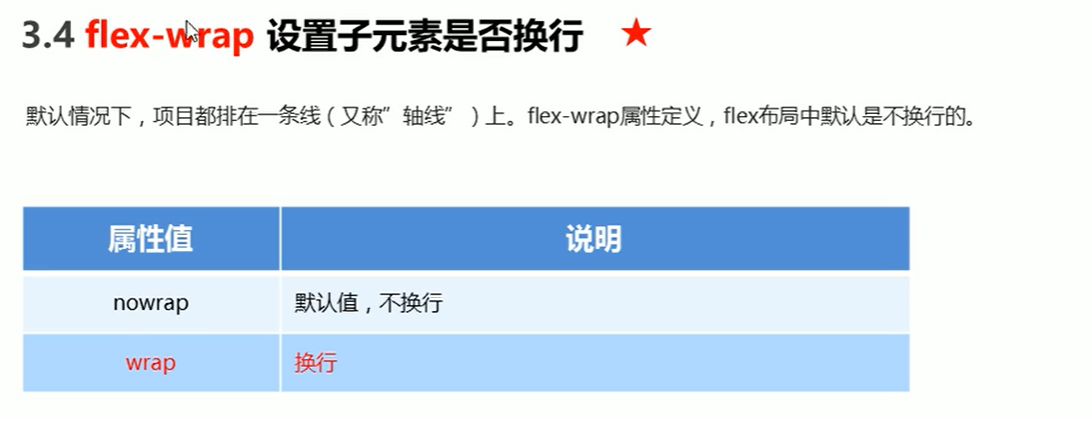 3.4 flex-wrap 设置子元素是否换行 ★
默认情况下，项目都排在一条线（又称”轴线”）上。flex-wrap属性定义，flex布局中默认是不换行的。
属性值 说明
nowrap 默认值，不换行
wrap 换行